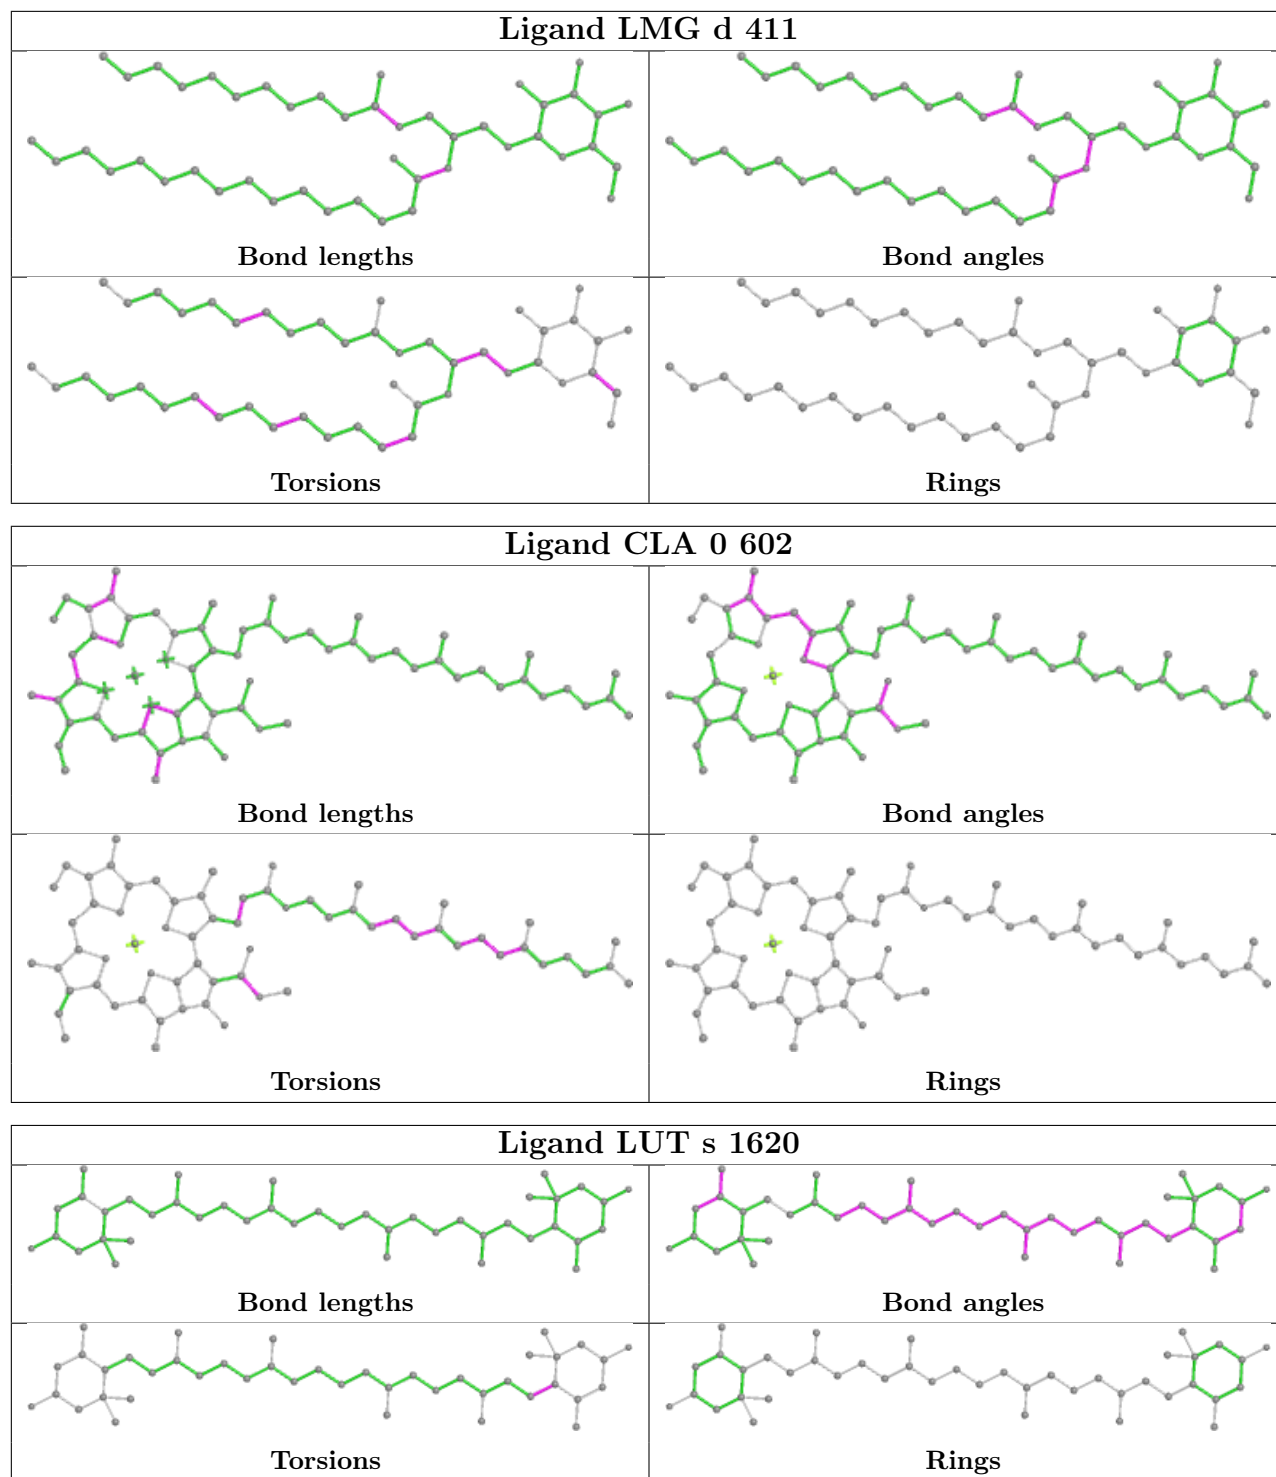 Ligand LMG d 411
Bond lengths
Bond angles
Torsions
Rings
Ligand CLA 0 602
Bond lengths
Bond angles
Torsions
Rings
Ligand LUT s 1620
Bond lengths
Bond angles
Torsions
Rings